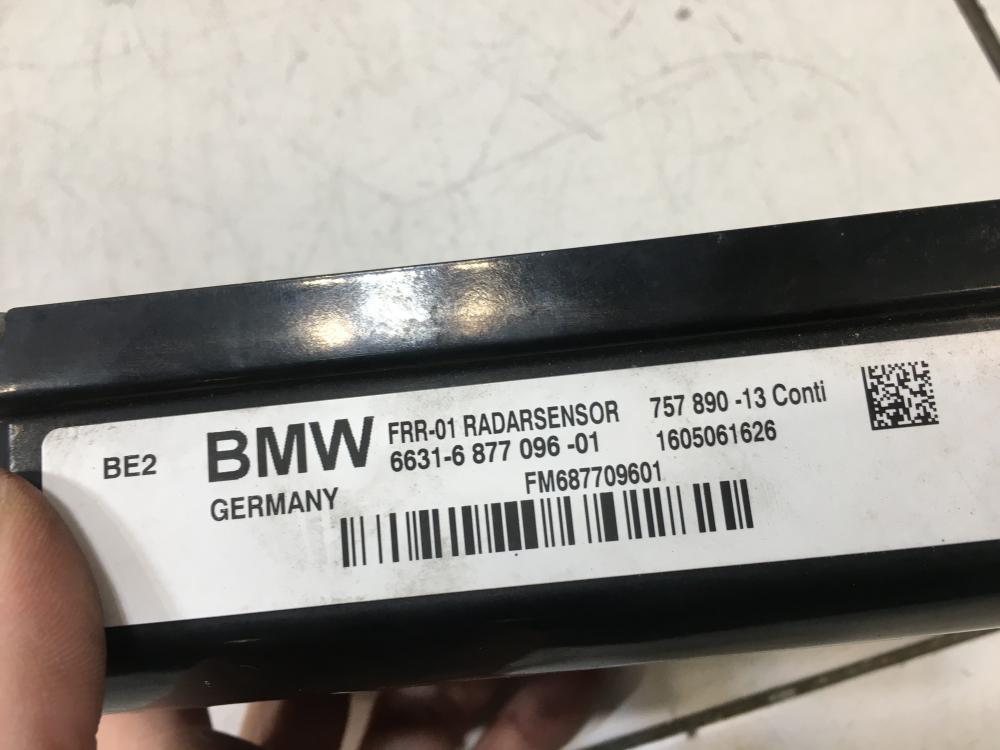 BE2
BMW
GERMANY
FRR-01 RADARSENSOR
6631-6 877 096 -01
757 890 -13 Conti
1605061626
FM687709601